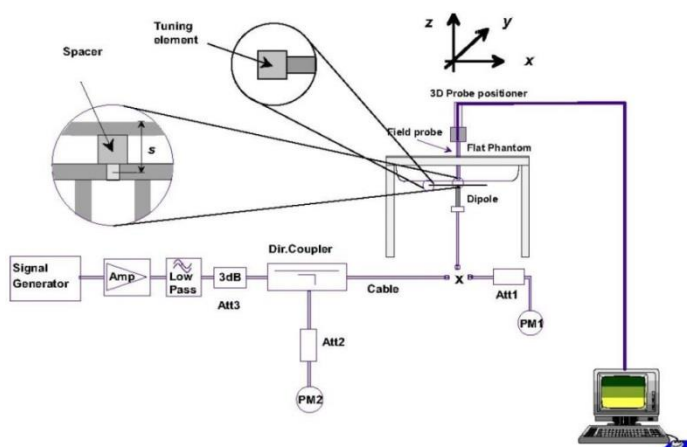 Tuning
element
Spacer
s
z
y
x
3D Probe positioner
Field probe
Flat Phantom
Dipole
Dir.Coupler
Signal
Generator
Amp
Low
Pass
3dB
Att3
Cable
x
Att1
PM1
Att2
PM2